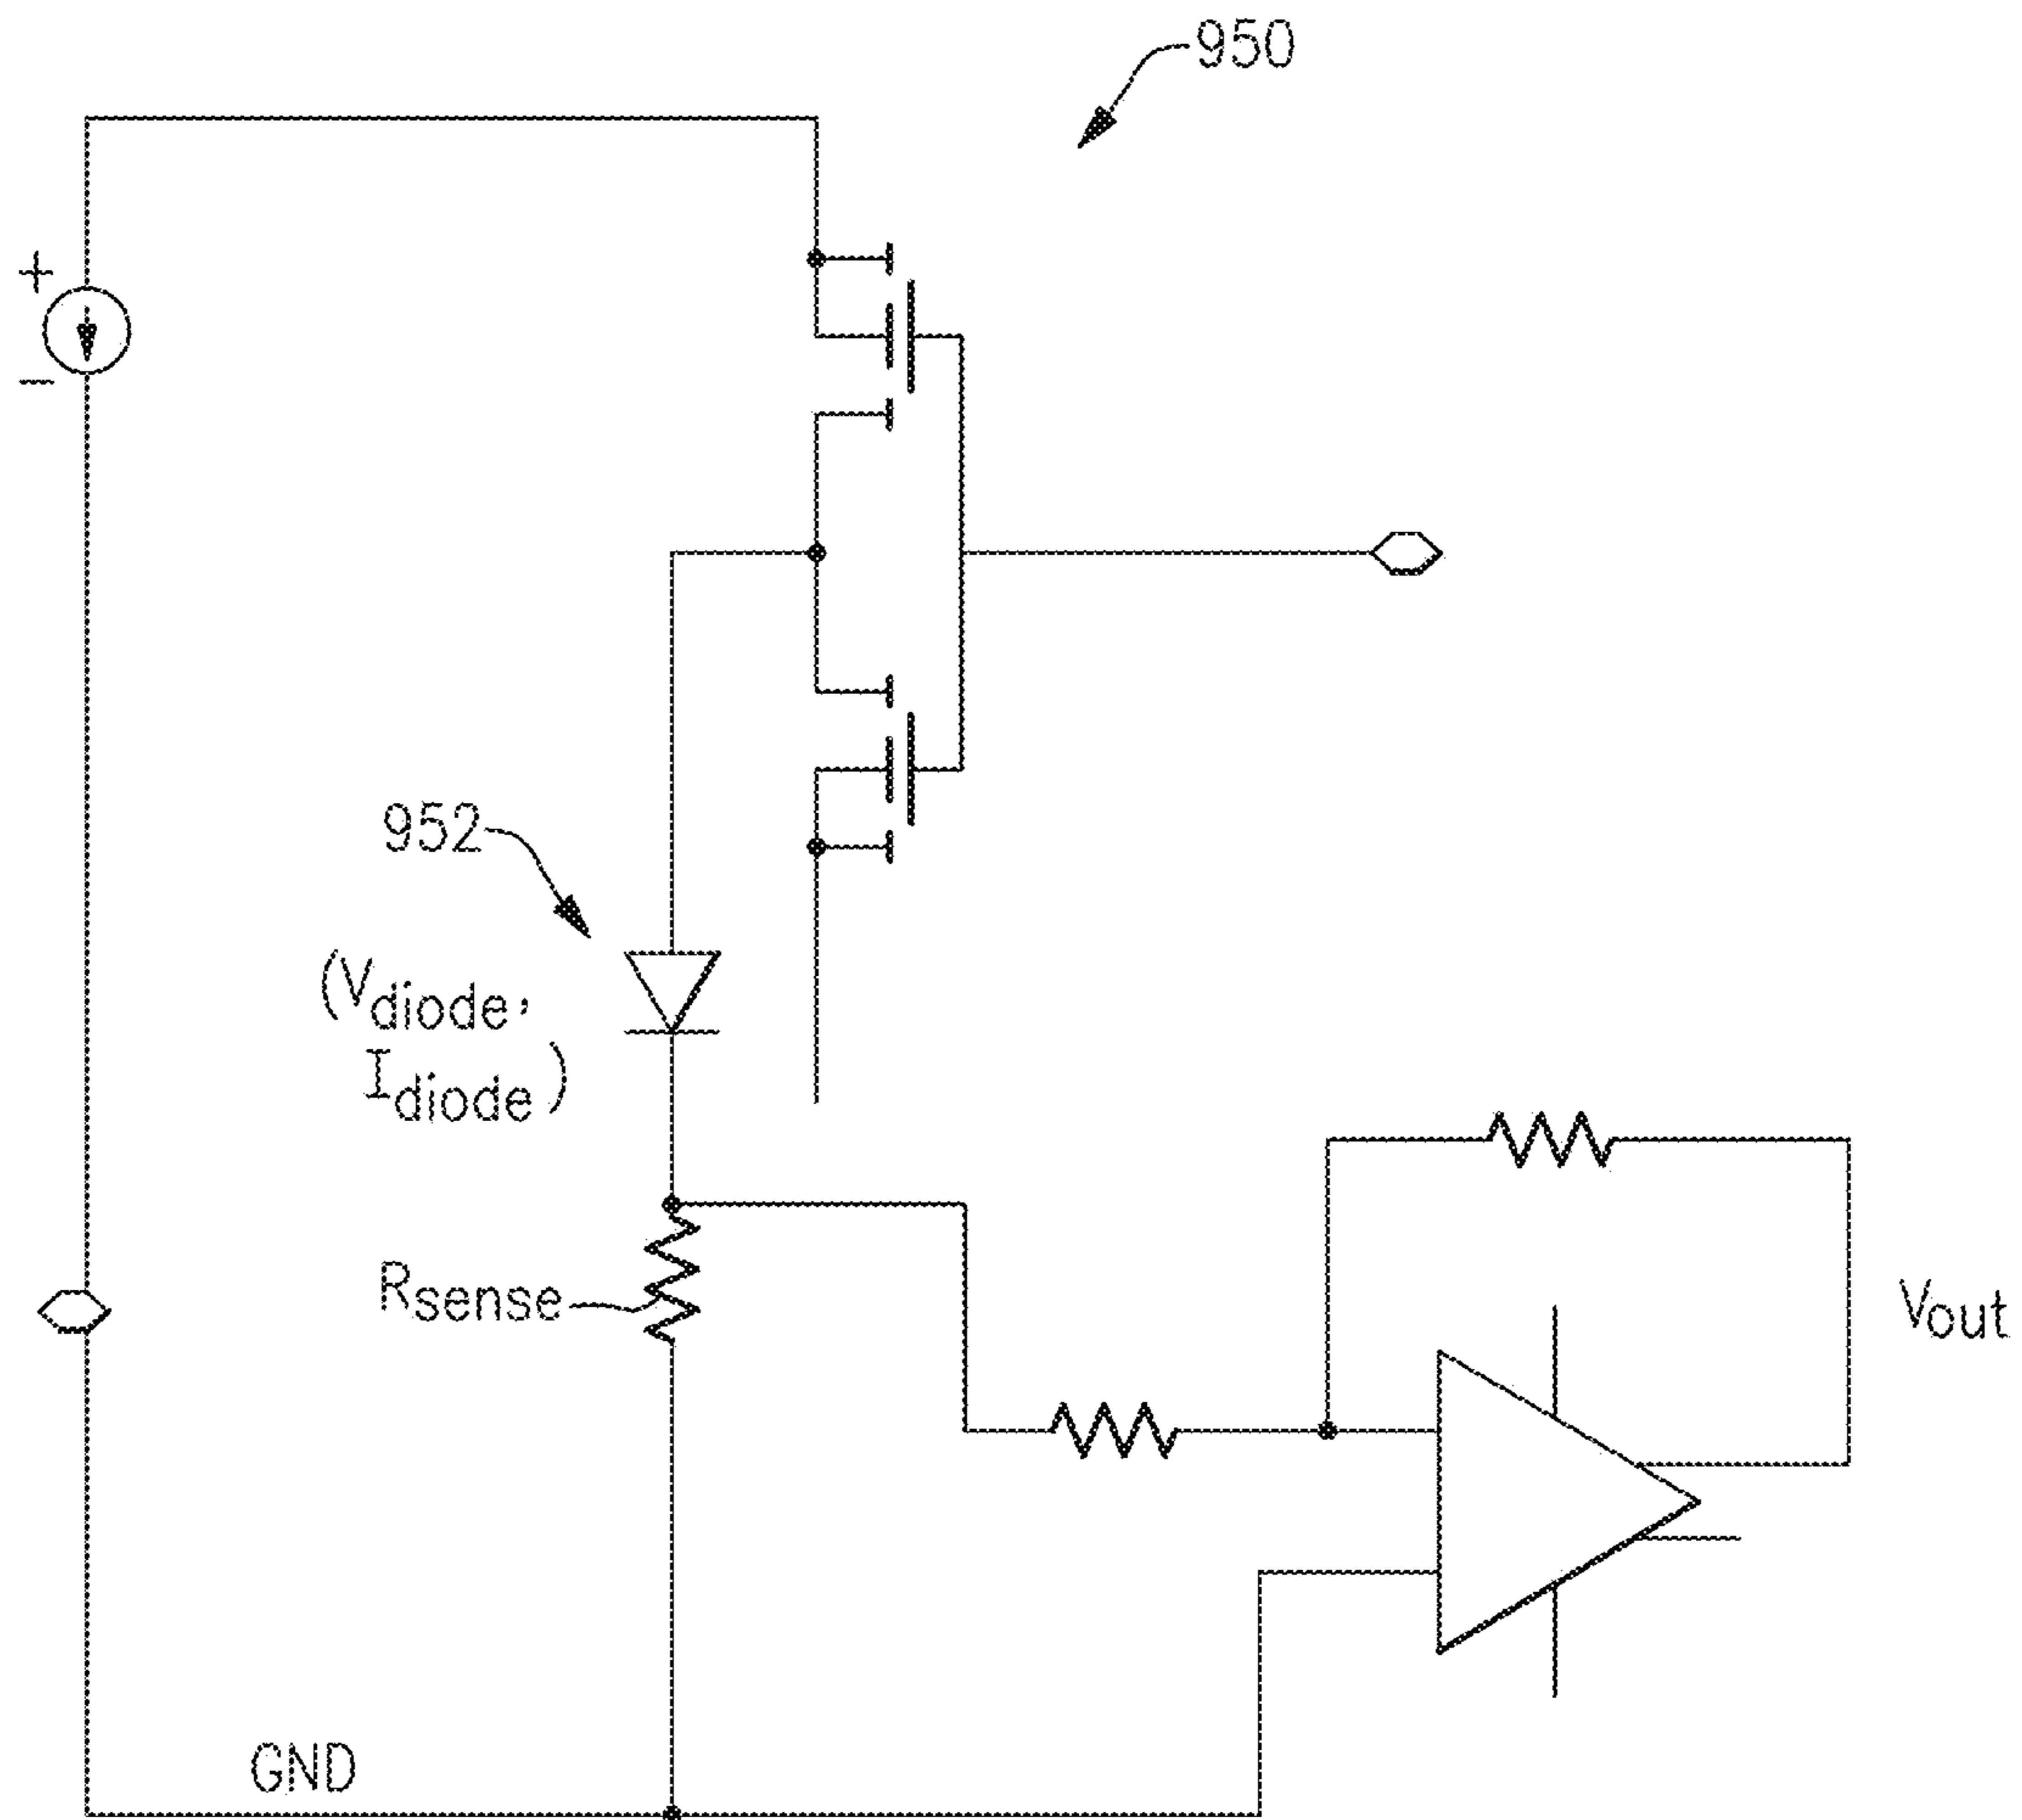 950
+
−
952
(Vdiode,
Idiode)
Rsense
Vout
GND